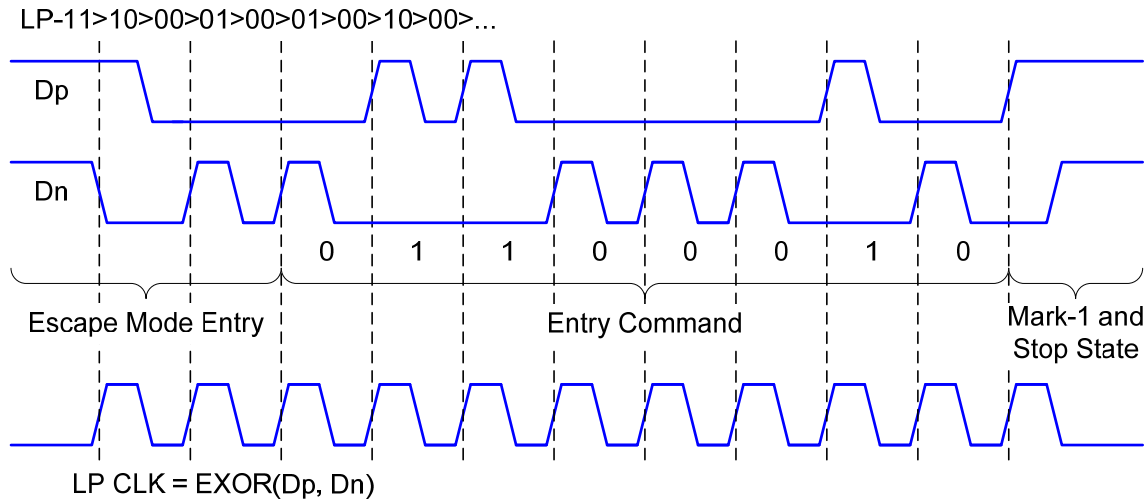 LP-11>10>00>01>00>01>00>10>00>...
Dp
Dn
0 1 1 0 0 0 1 0
Escape Mode Entry
Entry Command
Mark-1 and
Stop State
LP CLK = EXOR(Dp, Dn)